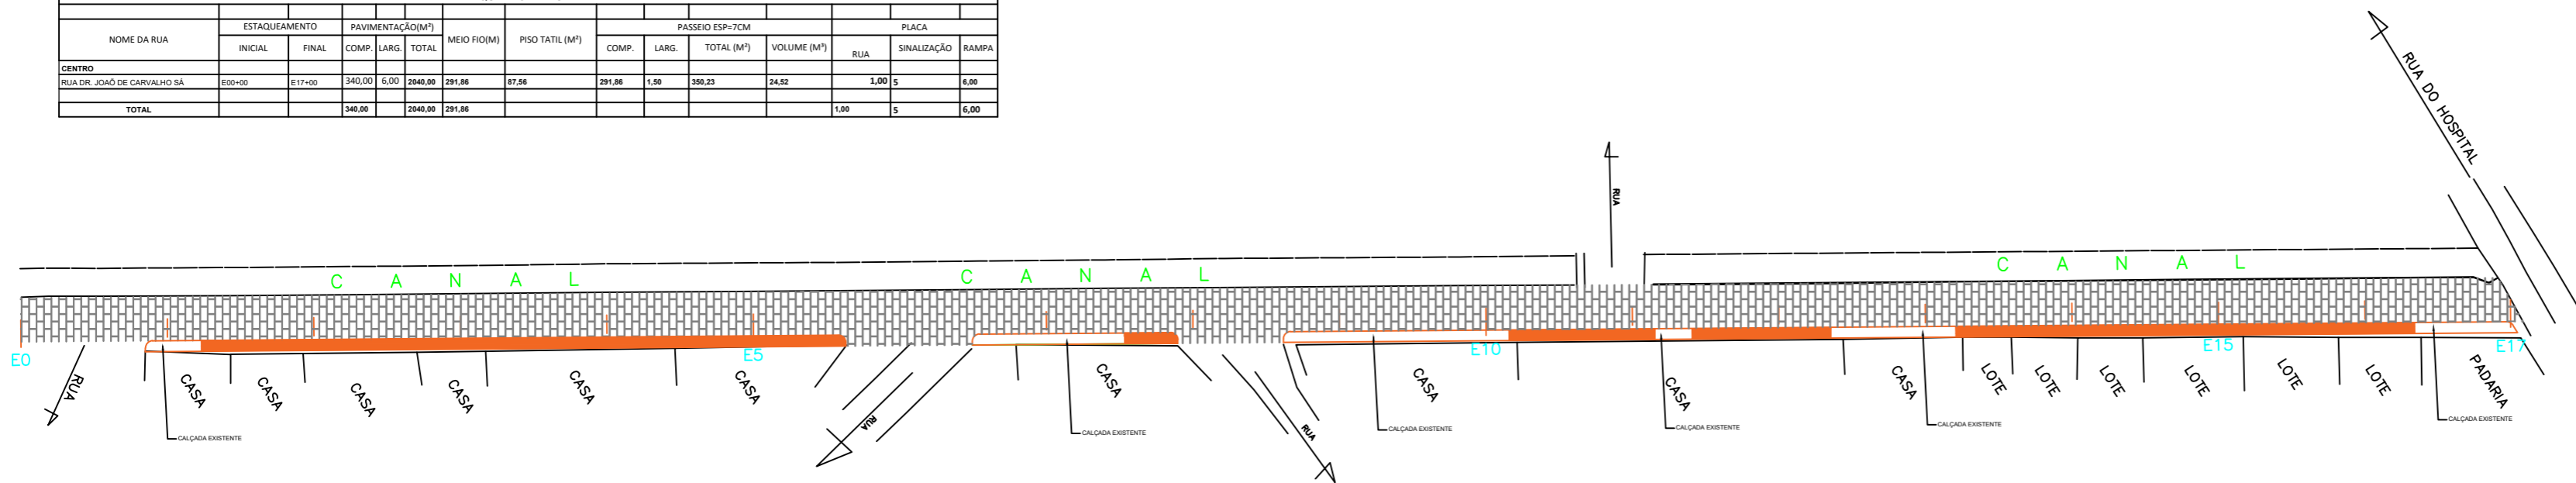 NOME DA RUA ESTAQUEAMENTO PAVIMENTAÇÃO(M²) MEIO FIO(M) PISO TATIL (M²) PASSEIO ESP=7CM PLACA
INICIAL FINAL COMP. LARG. TOTAL COMP. LARG. TOTAL (M²) VOLUME (M³) RUA SINALIZAÇÃO RAMPA
CENTRO
RUA DR. JOAÕ DE CARVALHO SÁ E00+00 E17+00 340,00 6,00 2040,00 291,86 87,56 291,86 1,50 350,23 24,52 1,00 5 6,00
TOTAL 340,00 2040,00 291,86 1,00 5 6,00
RUA DO HOSPITAL
RUA
C A N A L
C A N A L
C A N A L
E0
E5
E10
E15
E17
RUA
CASA
CASA
CASA
CASA
CASA
CASA
RUA
CASA
RUA
CASA
CASA
CASA
LOTE
LOTE
LOTE
LOTE
LOTE
LOTE
PADARIA
CALÇADA EXISTENTE
CALÇADA EXISTENTE
CALÇADA EXISTENTE
CALÇADA EXISTENTE
CALÇADA EXISTENTE
CALÇADA EXISTENTE